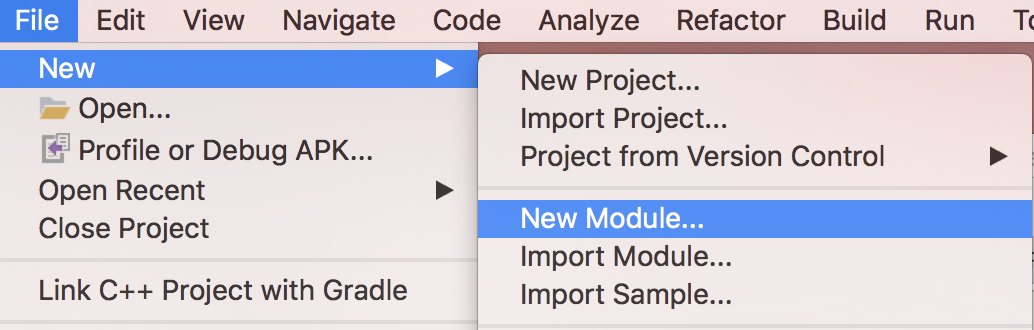 File Edit View Navigate Code Analyze Refactor Build Run
New
Open...
Profile or Debug APK...
Open Recent
Close Project
Link C++ Project with Gradle
New Project...
Import Project...
Project from Version Control
New Module...
Import Module...
Import Sample...